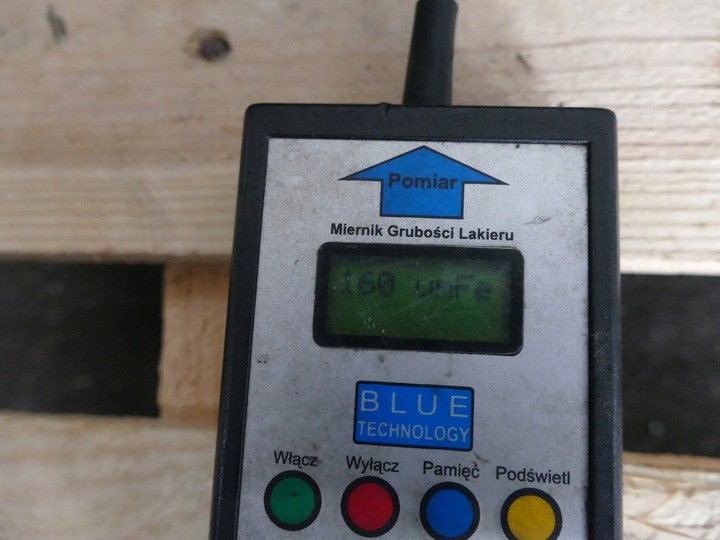 Pomiar
Miernik Grubości Lakieru
160 umFe
BLUE
TECHNOLOGY
Włącz Wyłącz Pamięć Podświetl